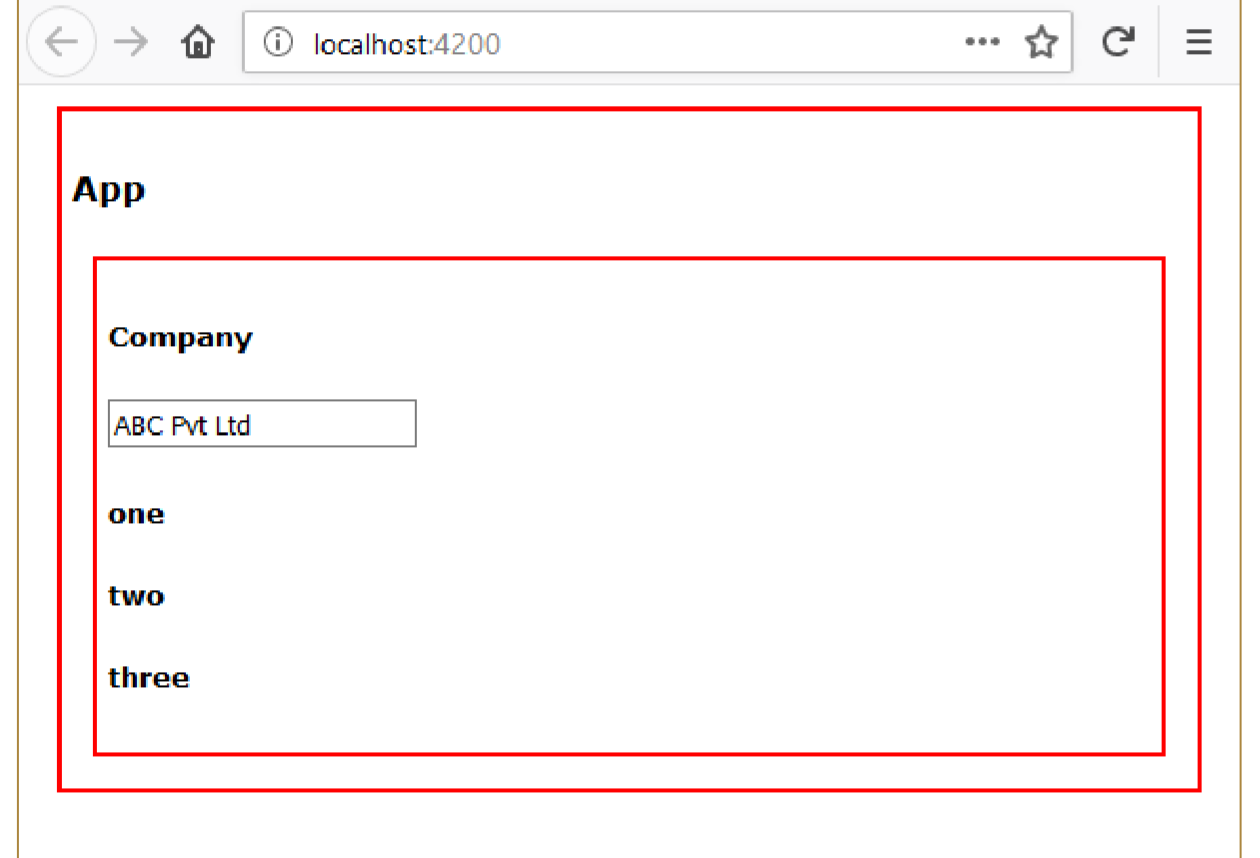 localhost:4200
App
Company
ABC Pvt Ltd
one
two
three